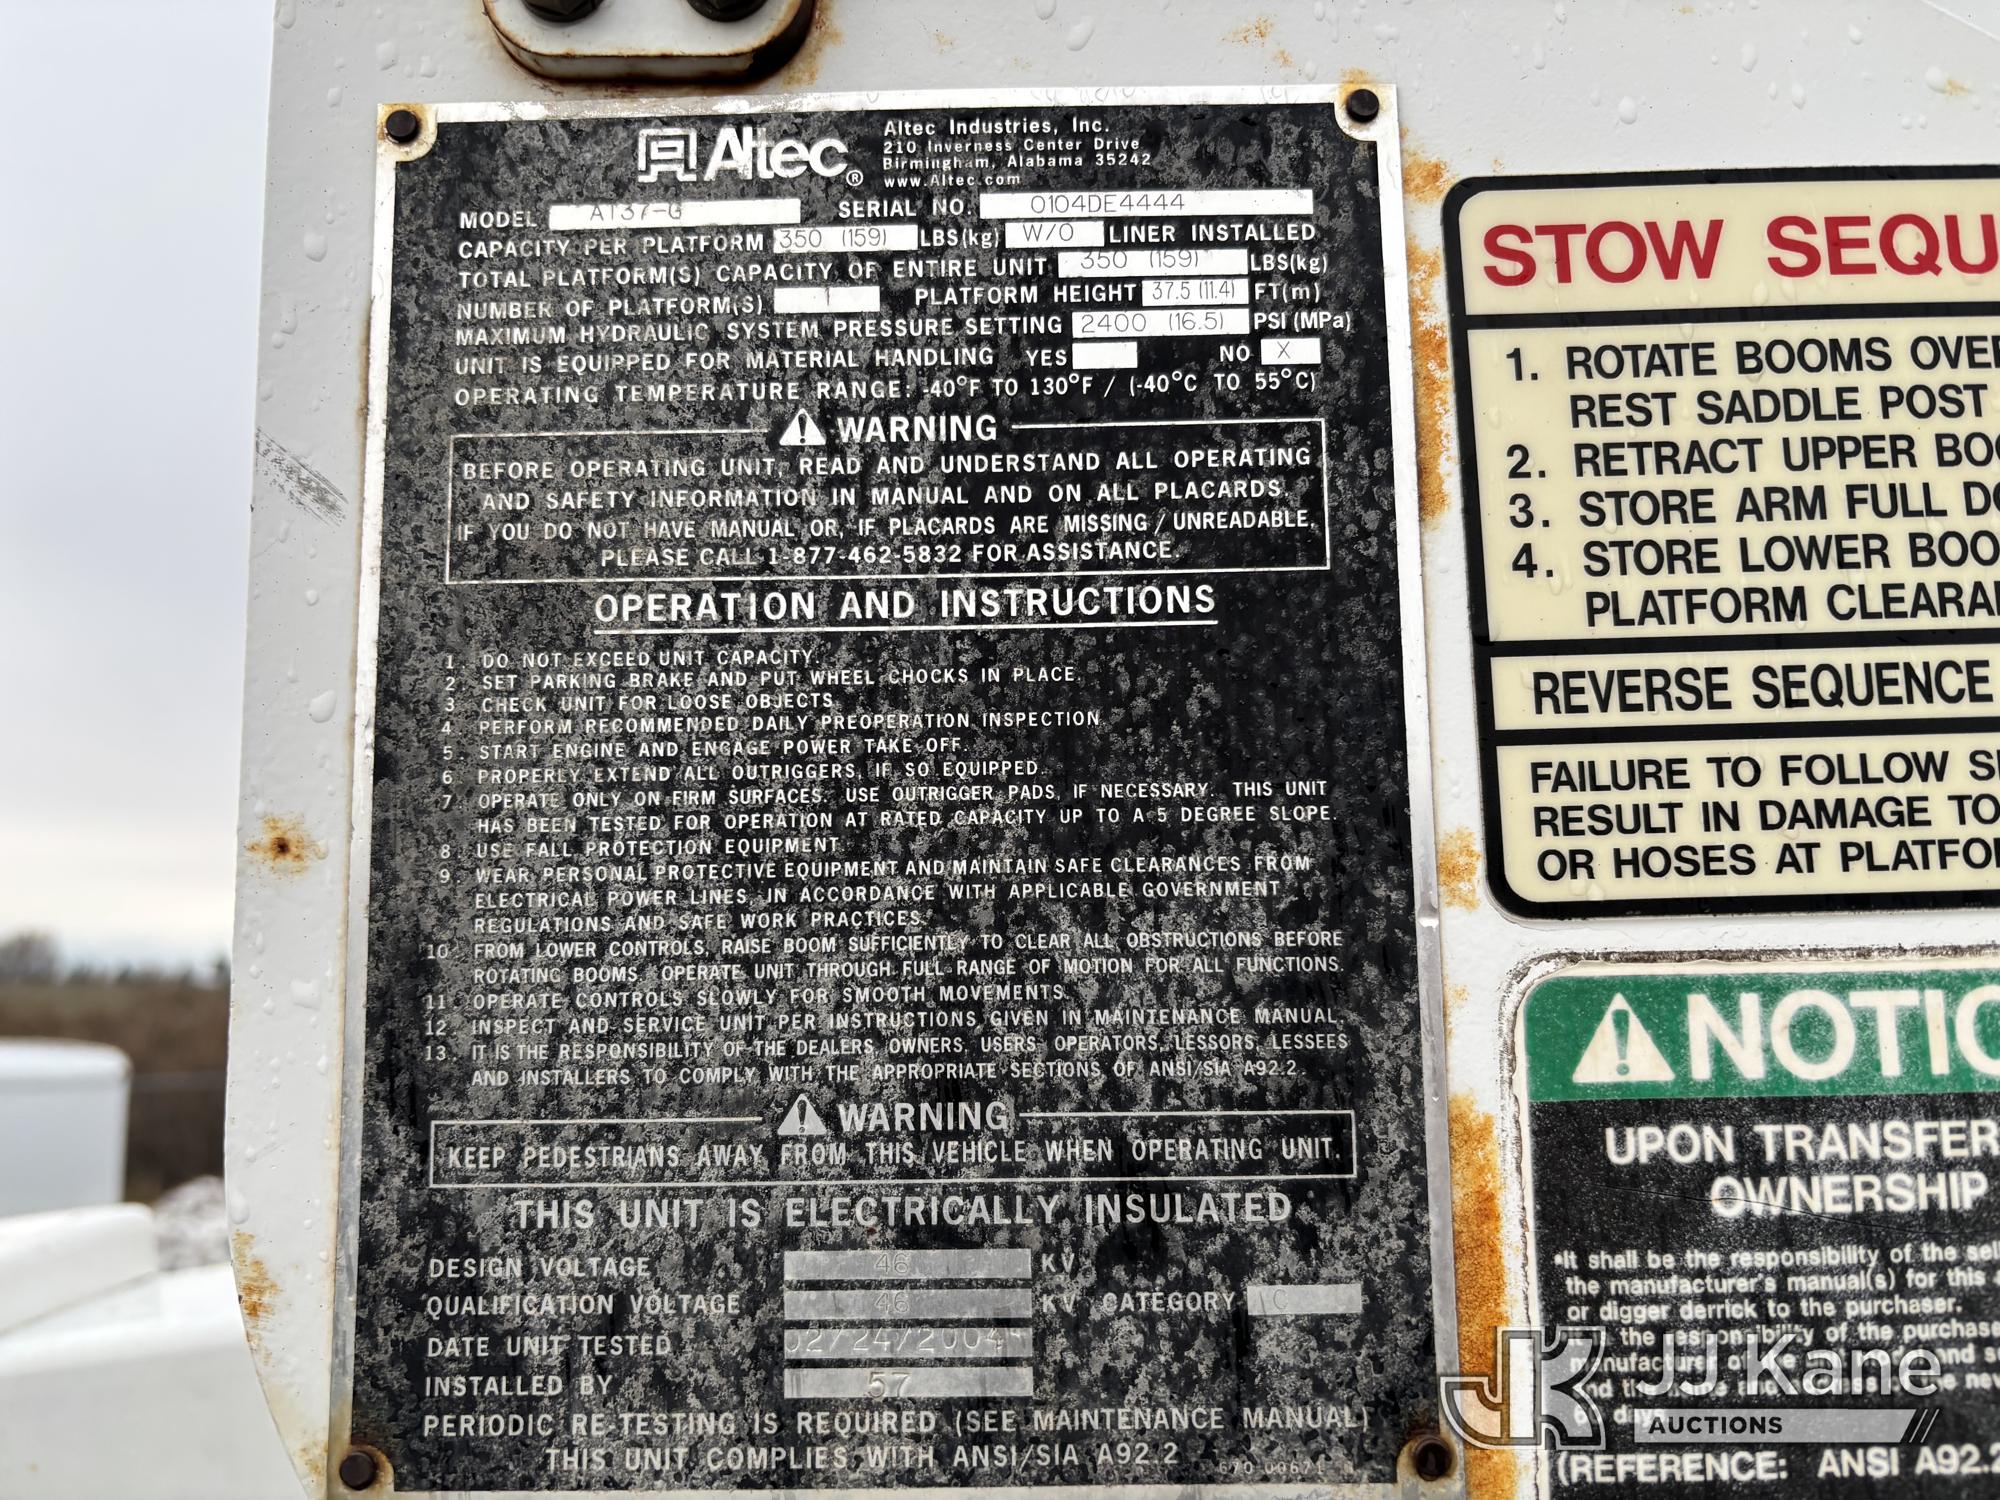 Altec®
Altec Industries, Inc.
210 Inverness Center Drive
Birmingham, Alabama 35242
www.Altec.com
MODEL AT37-G SERIAL NO. 0104DE4444
CAPACITY PER PLATFORM 350 (159) LBS(kg) W/O LINER INSTALLED
TOTAL PLATFORM(S) CAPACITY OF ENTIRE UNIT 350 (159) LBS(kg)
NUMBER OF PLATFORM(S) 1 PLATFORM HEIGHT 37.5 (11.4) FT(m)
MAXIMUM HYDRAULIC SYSTEM PRESSURE SETTING 2400 (16.5) PSI (MPa)
UNIT IS EQUIPPED FOR MATERIAL HANDLING YES NO X
OPERATING TEMPERATURE RANGE: -40°F TO 130°F / (-40°C TO 55°C)
WARNING
BEFORE OPERATING UNIT, READ AND UNDERSTAND ALL OPERATING
AND SAFETY INFORMATION IN MANUAL AND ON ALL PLACARDS.
IF YOU DO NOT HAVE MANUAL OR, IF PLACARDS ARE MISSING / UNREADABLE,
PLEASE CALL 1-877-462-5832 FOR ASSISTANCE.
OPERATION AND INSTRUCTIONS
1. DO NOT EXCEED UNIT CAPACITY.
2. SET PARKING BRAKE AND PUT WHEEL CHOCKS IN PLACE.
3. CHECK UNIT FOR LOOSE OBJECTS.
4. PERFORM RECOMMENDED DAILY PREOPERATION INSPECTION.
5. START ENGINE AND ENGAGE POWER TAKE OFF.
6. PROPERLY EXTEND ALL OUTRIGGERS, IF SO EQUIPPED.
7. OPERATE ONLY ON FIRM SURFACES. USE OUTRIGGER PADS, IF NECESSARY. THIS UNIT
HAS BEEN TESTED FOR OPERATION AT RATED CAPACITY UP TO A 5 DEGREE SLOPE.
8. USE FALL PROTECTION EQUIPMENT.
9. WEAR PERSONAL PROTECTIVE EQUIPMENT AND MAINTAIN SAFE CLEARANCES FROM
ELECTRICAL POWER LINES, IN ACCORDANCE WITH APPLICABLE GOVERNMENT
REGULATIONS AND SAFE WORK PRACTICES.
10. FROM LOWER CONTROLS, RAISE BOOM SUFFICIENTLY TO CLEAR ALL OBSTRUCTIONS BEFORE
ROTATING BOOMS. OPERATE UNIT THROUGH FULL RANGE OF MOTION FOR ALL FUNCTIONS.
11. OPERATE CONTROLS SLOWLY FOR SMOOTH MOVEMENTS.
12. INSPECT AND SERVICE UNIT PER INSTRUCTIONS GIVEN IN MAINTENANCE MANUAL.
13. IT IS THE RESPONSIBILITY OF THE DEALERS, OWNERS, USERS, OPERATORS, LESSORS, LESSEES
AND INSTALLERS TO COMPLY WITH THE APPROPRIATE SECTIONS OF ANSI/SIA A92.2.
WARNING
KEEP PEDESTRIANS AWAY FROM THIS VEHICLE WHEN OPERATING UNIT.
THIS UNIT IS ELECTRICALLY INSULATED
DESIGN VOLTAGE 46 KV
QUALIFICATION VOLTAGE 46 KV CATEGORY C
DATE UNIT TESTED 02/24/2004
INSTALLED BY 57
PERIODIC RE-TESTING IS REQUIRED (SEE MAINTENANCE MANUAL)
THIS UNIT COMPLIES WITH ANSI/SIA A92.2 670 00671
STOW SEQU
1. ROTATE BOOMS OVE
REST SADDLE POST
2. RETRACT UPPER BOO
3. STORE ARM FULL DO
4. STORE LOWER BOO
PLATFORM CLEARA
REVERSE SEQUENCE
FAILURE TO FOLLOW S
RESULT IN DAMAGE TO
OR HOSES AT PLATFO
NOTIC
UPON TRANSFER
OWNERSHIP
•It shall be the responsibility of the sel
the manufacturer's manual(s) for this
or digger derrick to the purchaser.
the responsibility of the purchase
manufacturer of the and
(REFERENCE: ANSI A92.2
JK JJ Kane
AUCTIONS